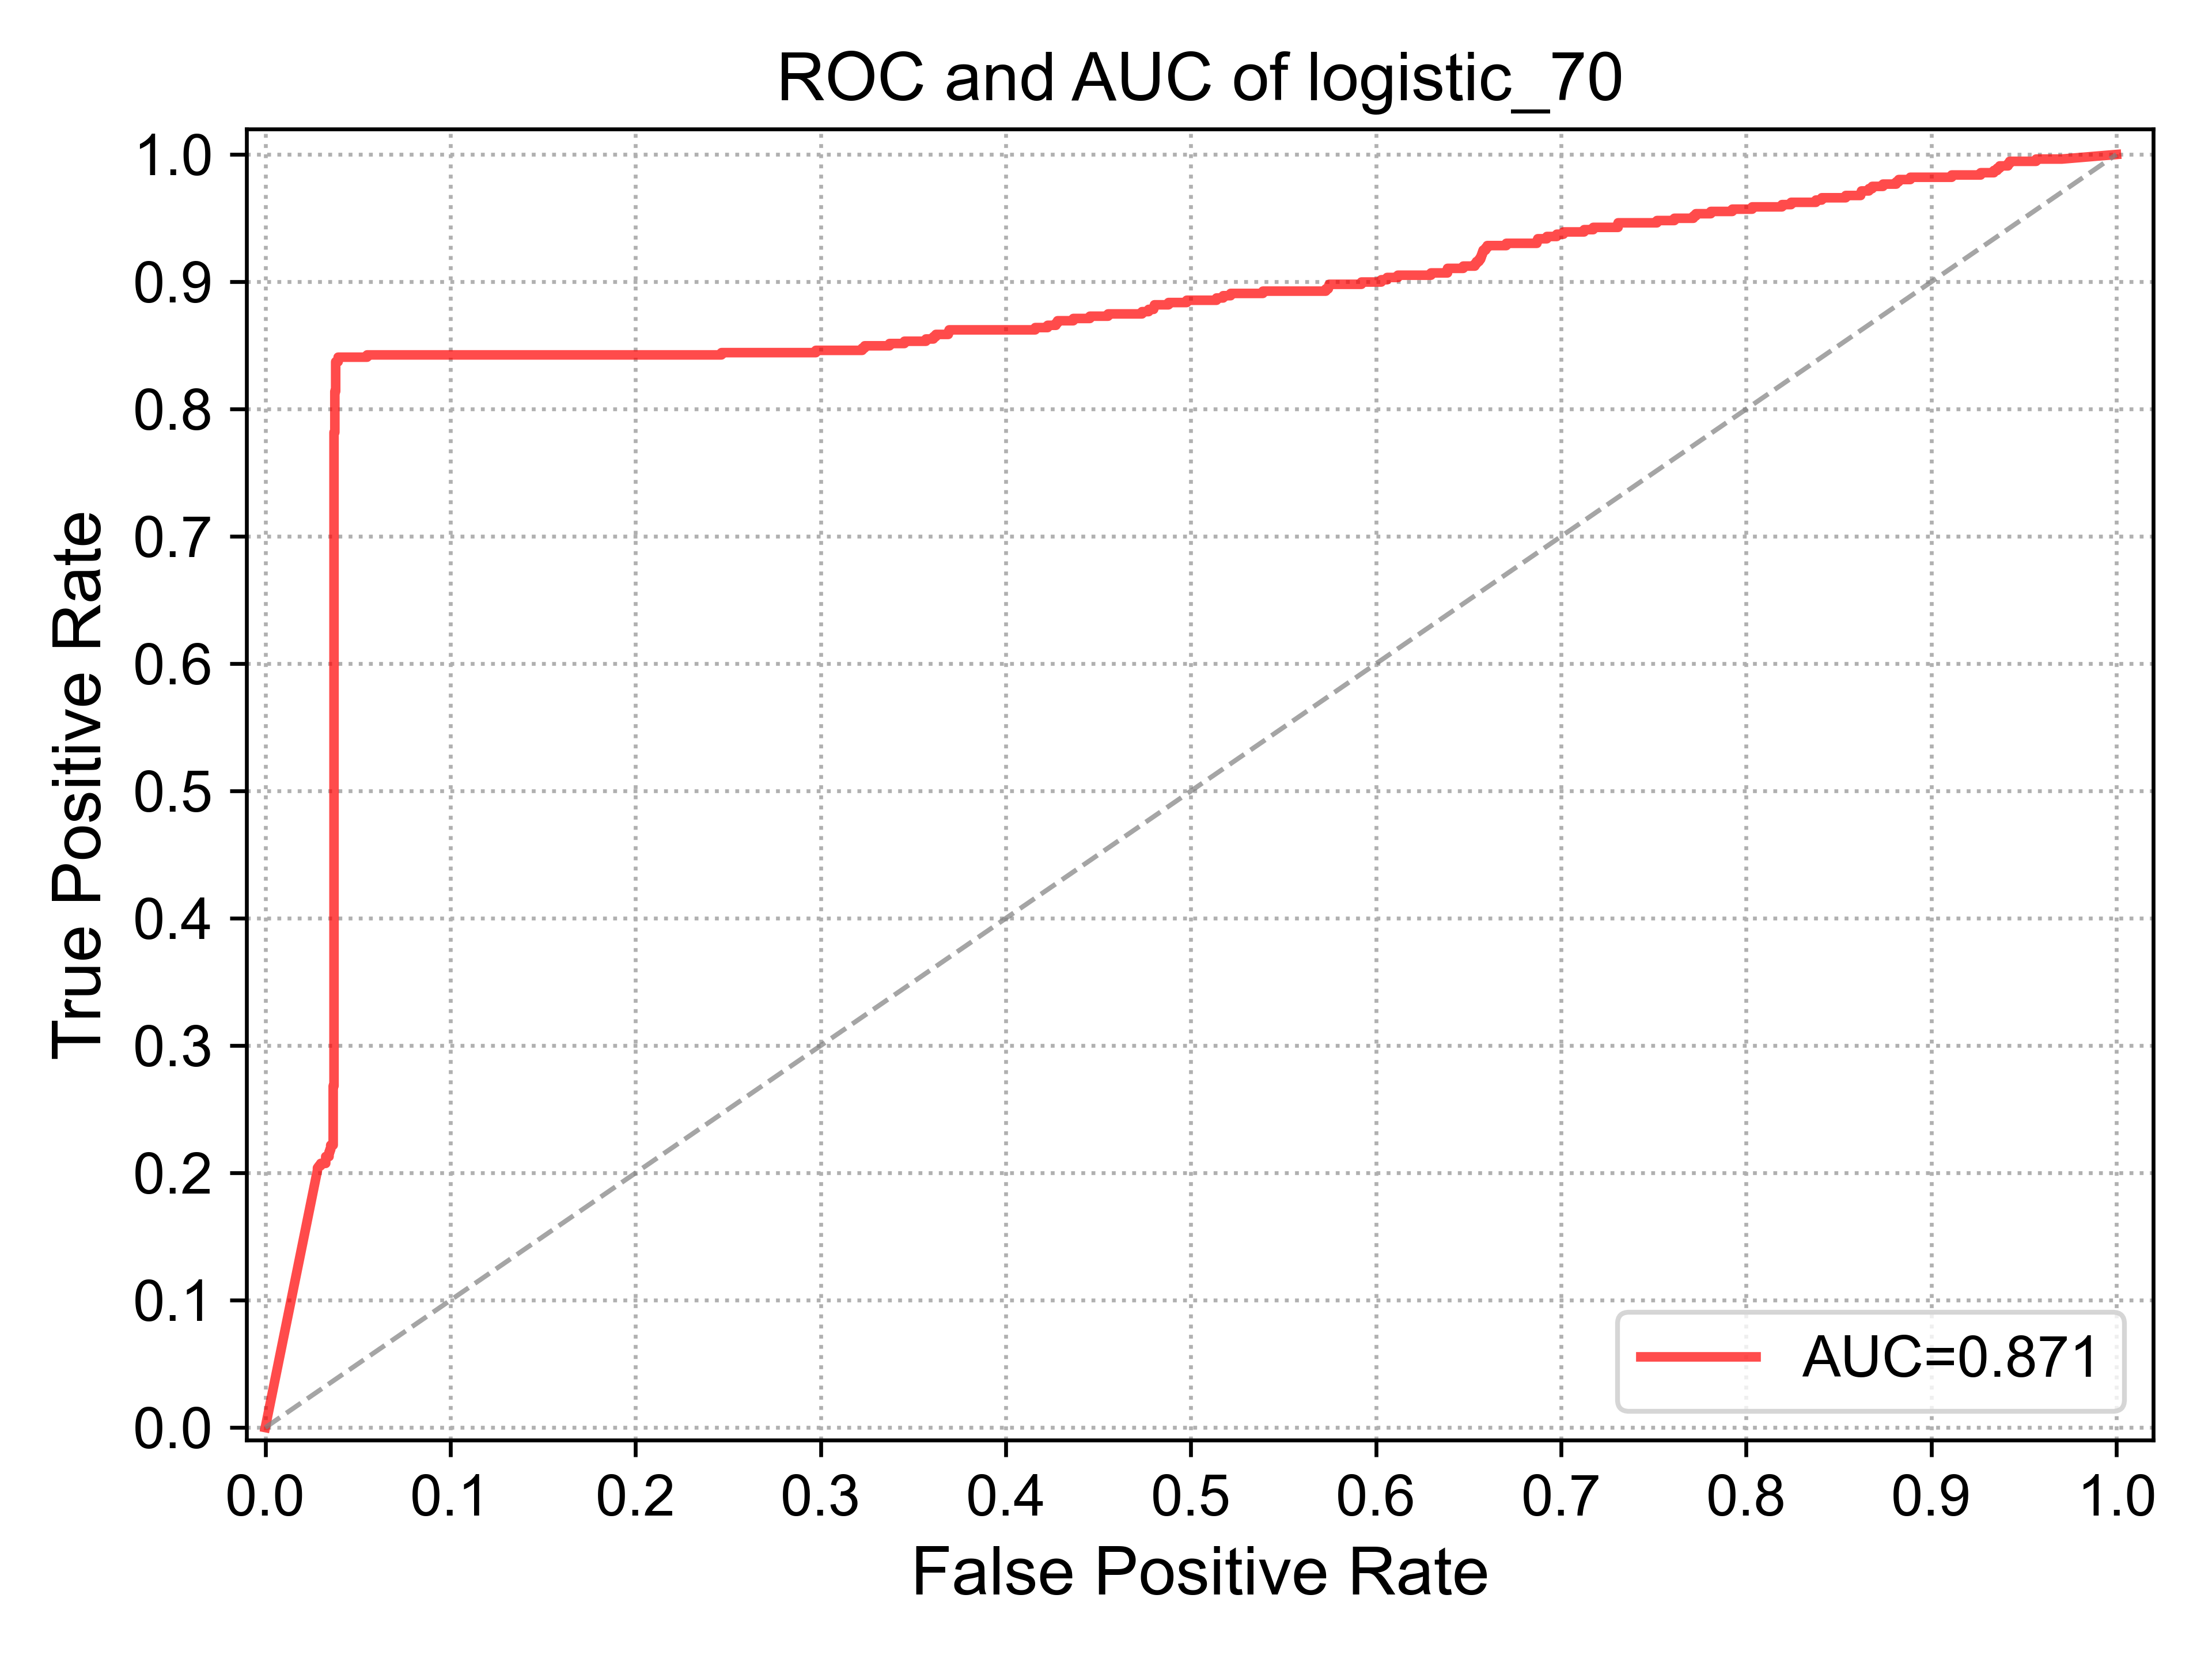 ROC and AUC of logistic_70
1.0
0.9
0.8
0.7
0.6
0.5
0.4
0.3
0.2
0.1
0.0
True Positive Rate
AUC=0.871
0.0 0.1 0.2 0.3 0.4 0.5 0.6 0.7 0.8 0.9 1.0
False Positive Rate